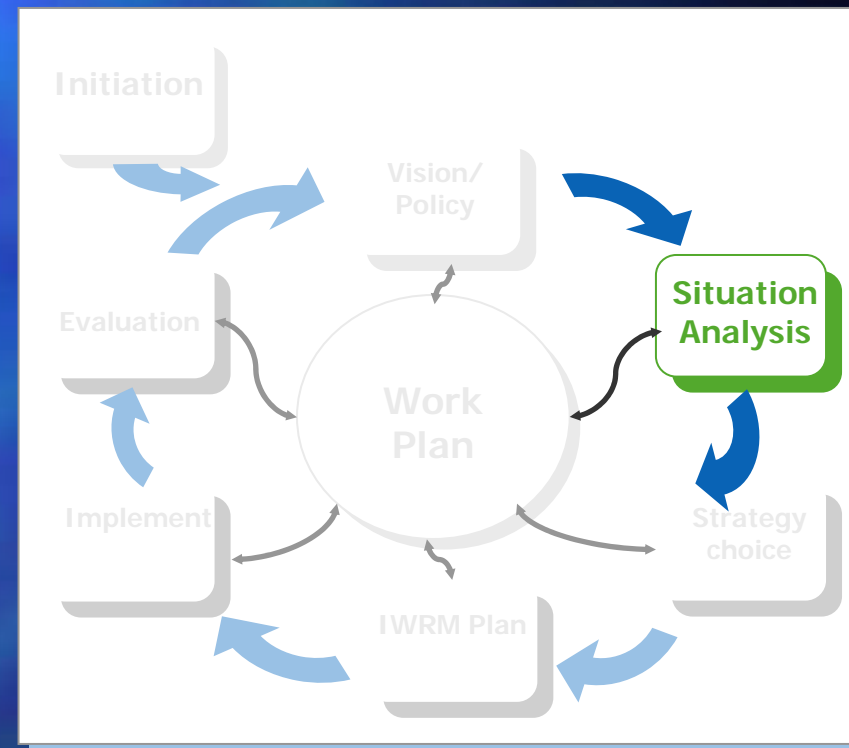 Initiation
Vision/
Policy
Situation
Analysis
Evaluation
Work
Plan
Implement
Strategy
choice
IWRM Plan